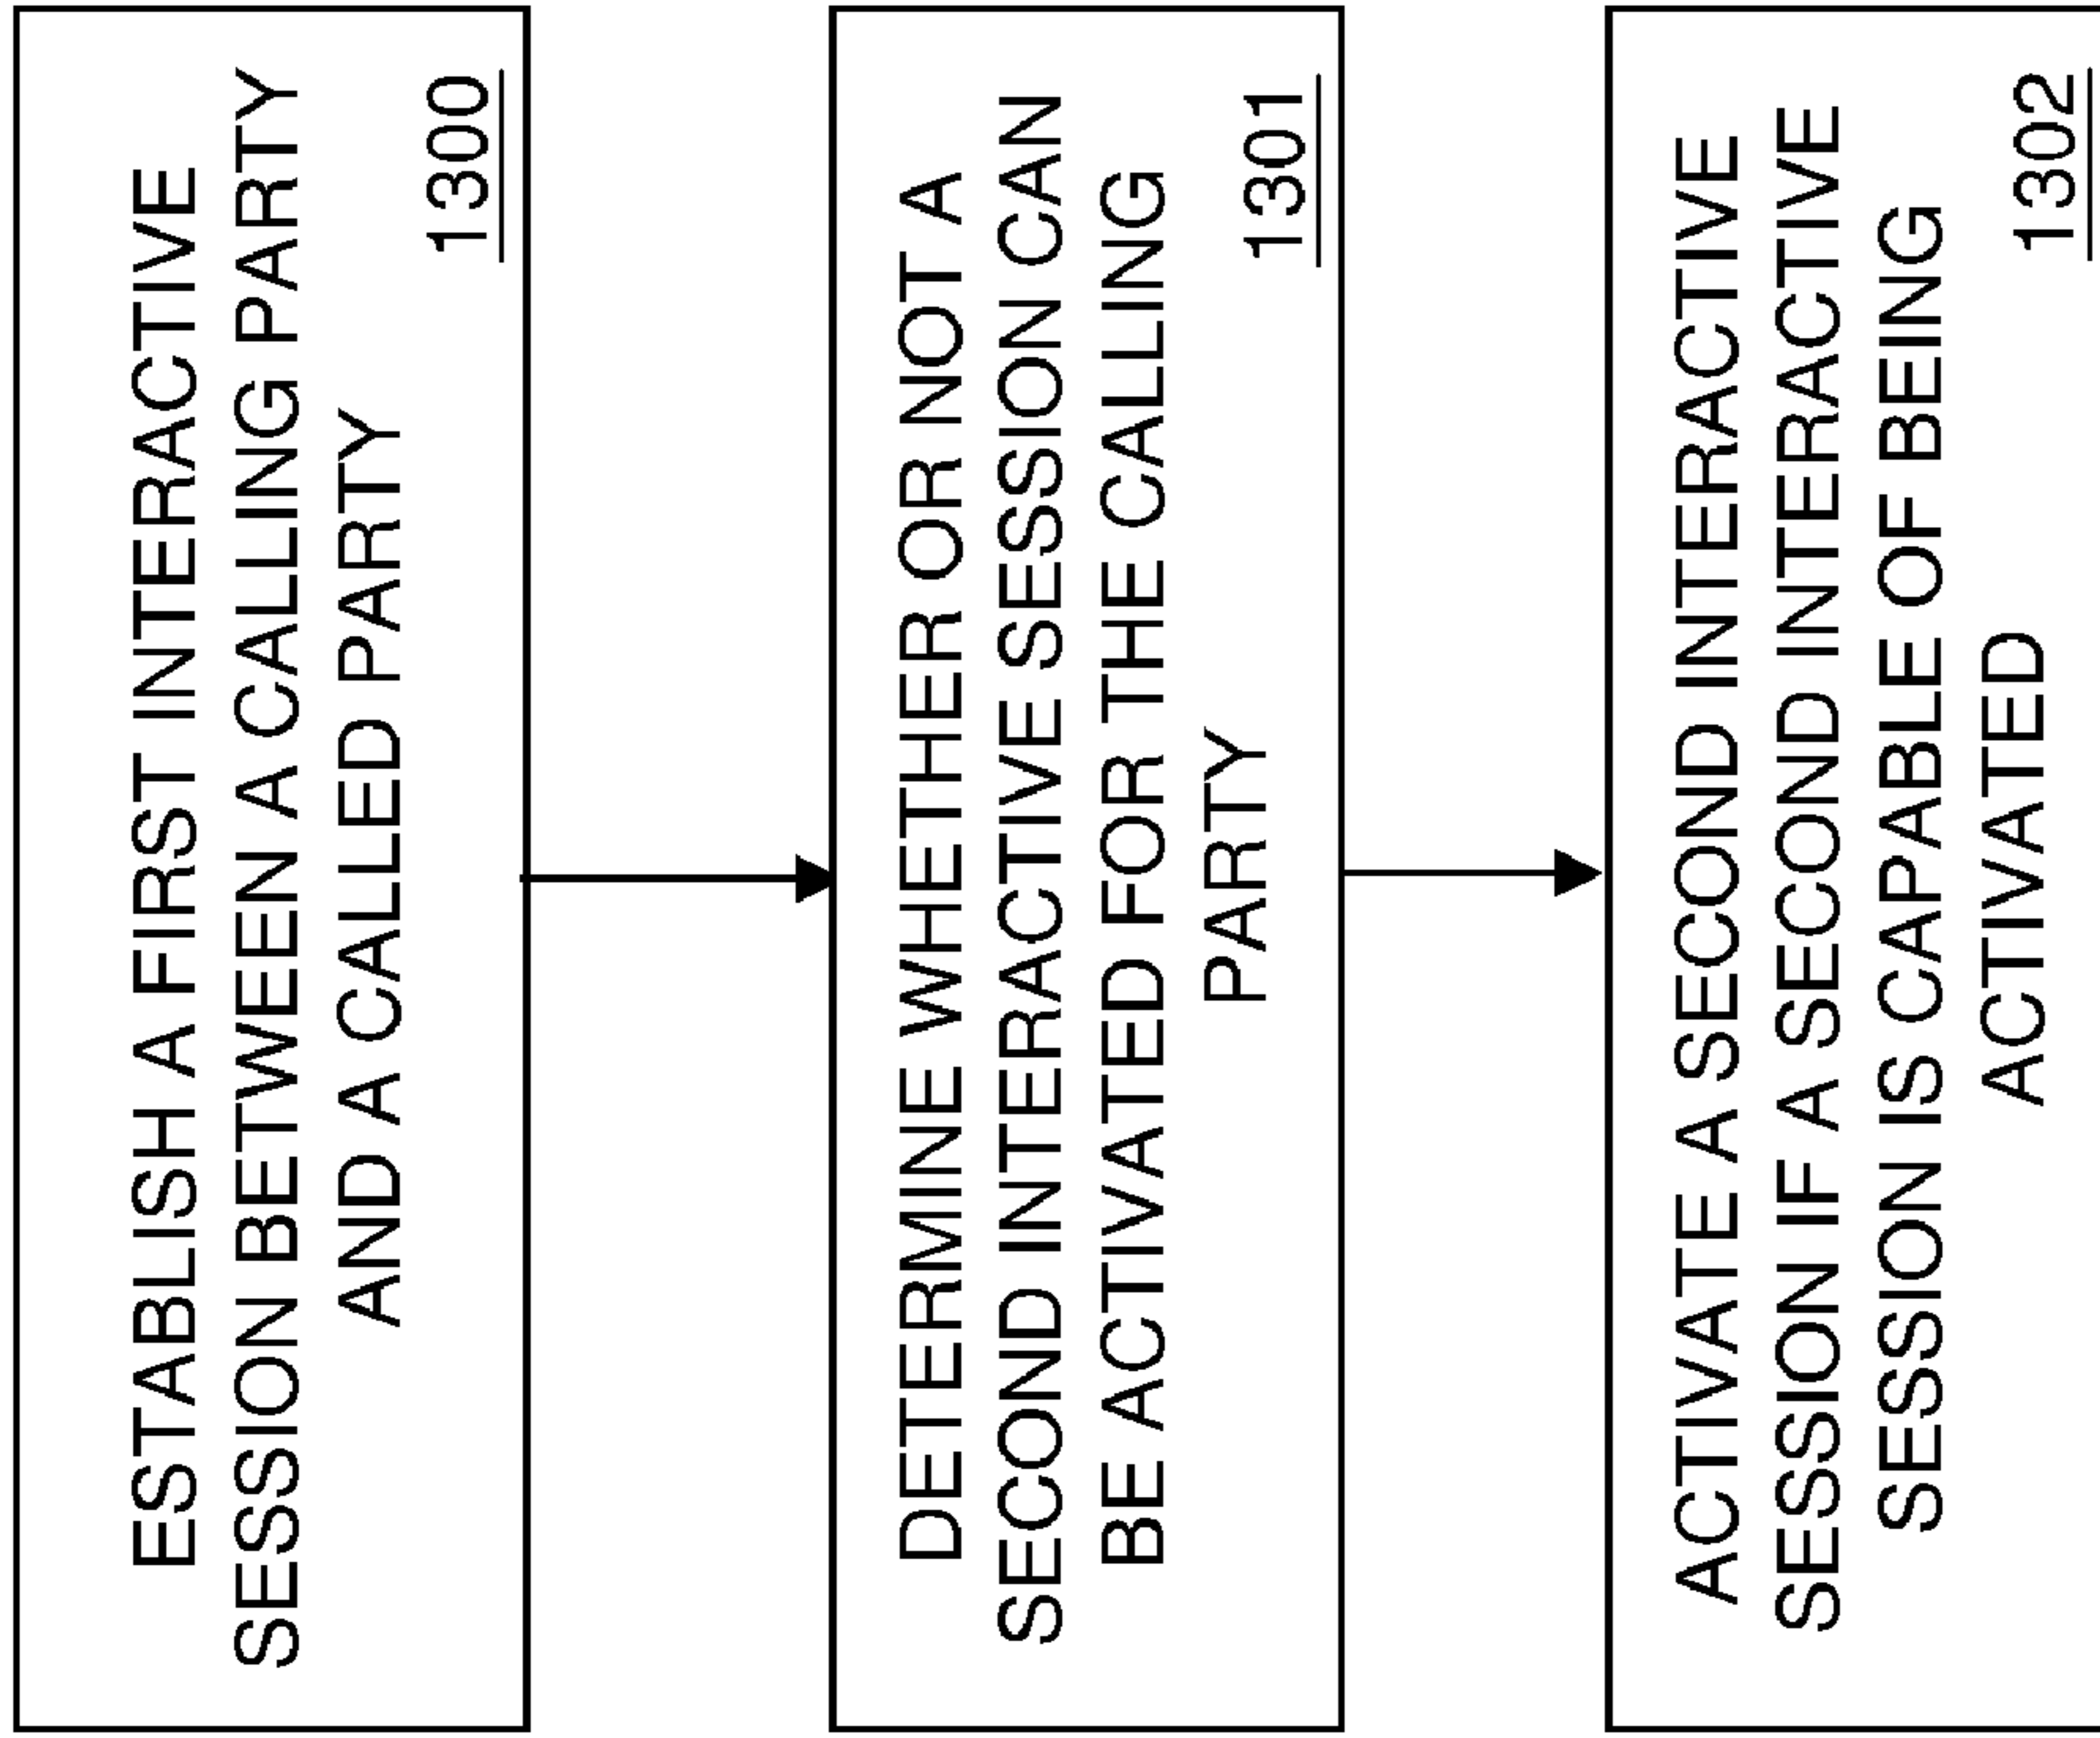 ESTABLISH A FIRST INTERACTIVE
SESSION BETWEEN A CALLING PARTY
AND A CALLED PARTY
1300
DETERMINE WHETHER OR NOT A
SECOND INTERACTIVE SESSION CAN
BE ACTIVATED FOR THE CALLING
PARTY
1301
ACTIVATE A SECOND INTERACTIVE
SESSION IF A SECOND INTERACTIVE
SESSION IS CAPABLE OF BEING
ACTIVATED
1302